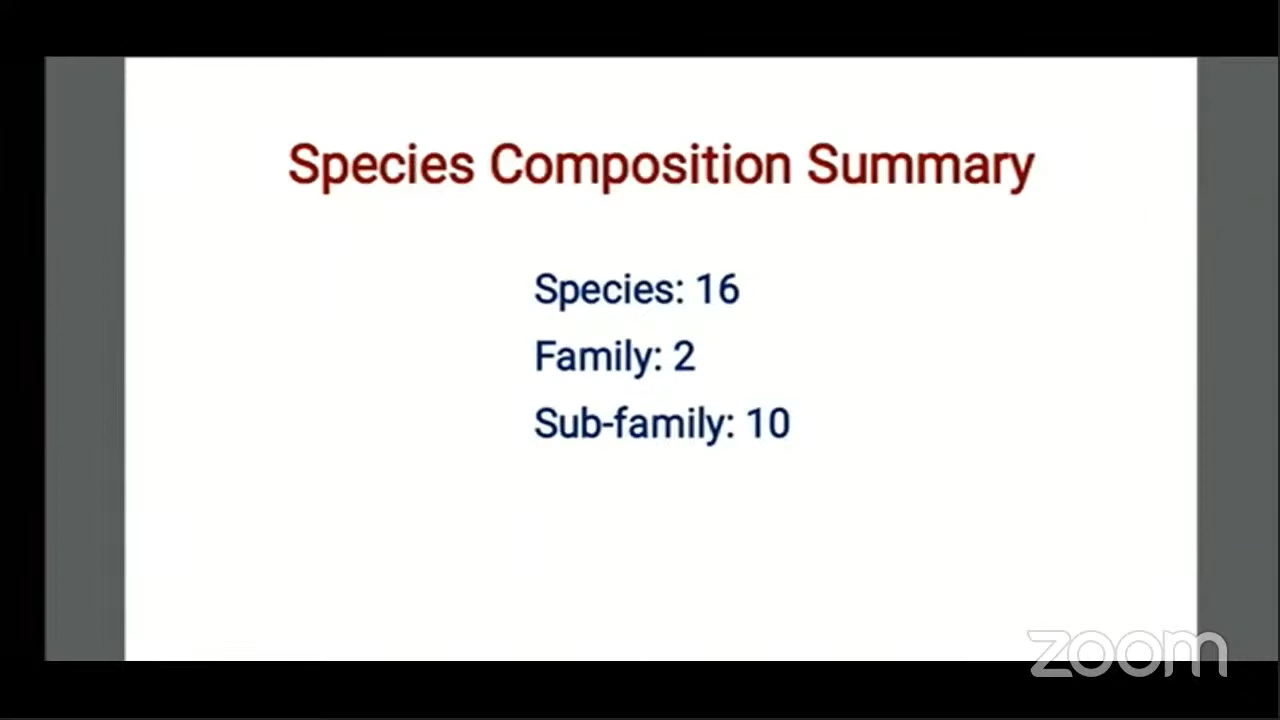 Species Composition Summary
Species: 16
Family: 2
Sub-family: 10
zoom